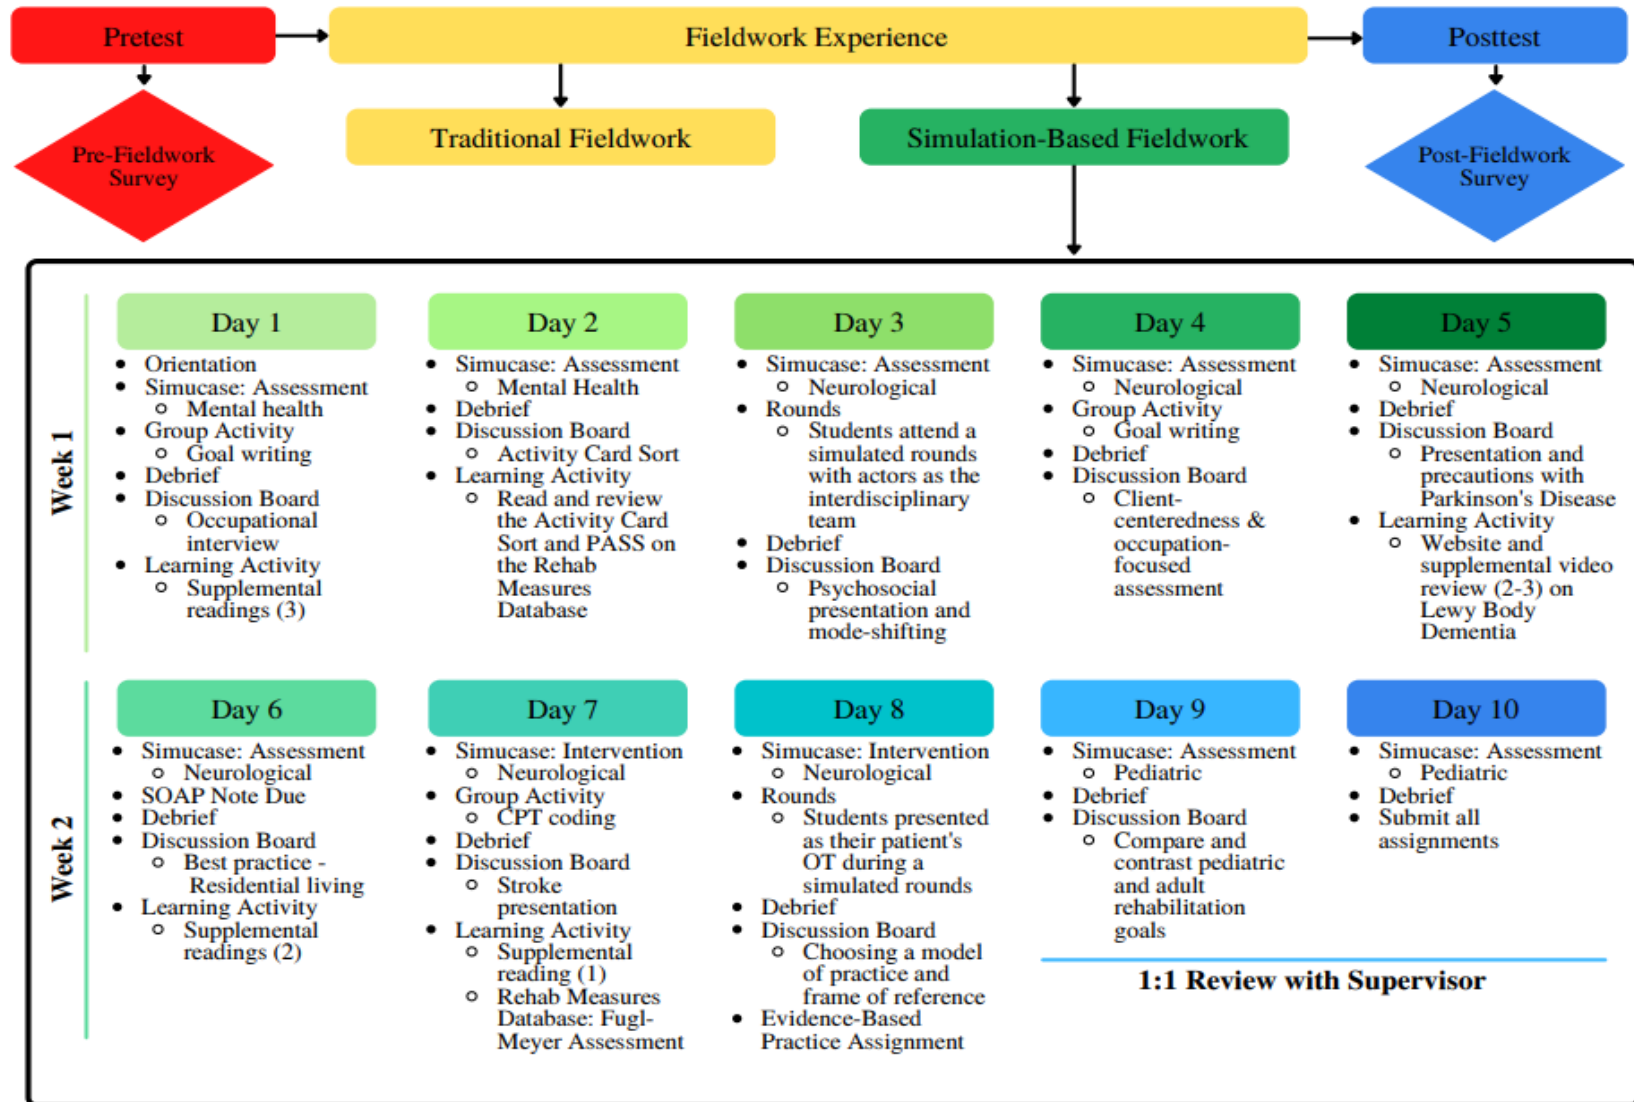 Pretest
Fieldwork Experience
Posttest
Pre-Fieldwork
Survey
Traditional Fieldwork
Simulation-Based Fieldwork
Post-Fieldwork
Survey
Week 1
Day 1
• Orientation
• Simucase: Assessment
○ Mental health
• Group Activity
○ Goal writing
• Debrief
• Discussion Board
○ Occupational
interview
• Learning Activity
○ Supplemental
readings (3)
Day 2
• Simucase: Assessment
○ Mental Health
• Debrief
• Discussion Board
○ Activity Card Sort
• Learning Activity
○ Read and review
the Activity Card
Sort and PASS on
the Rehab
Measures
Database
Day 3
• Simucase: Assessment
○ Neurological
• Rounds
○ Students attend a
simulated rounds
with actors as the
interdisciplinary
team
• Debrief
• Discussion Board
○ Psychosocial
presentation and
mode-shifting
Day 4
• Simucase: Assessment
○ Neurological
• Group Activity
○ Goal writing
• Debrief
• Discussion Board
○ Client-
centeredness &
occupation-
focused
assessment
Day 5
• Simucase: Assessment
○ Neurological
• Debrief
• Discussion Board
○ Presentation and
precautions with
Parkinson's Disease
• Learning Activity
○ Website and
supplemental video
review (2-3) on
Lewy Body
Dementia
Week 2
Day 6
• Simucase: Assessment
○ Neurological
• SOAP Note Due
• Debrief
• Discussion Board
○ Best practice -
Residential living
• Learning Activity
○ Supplemental
readings (2)
Day 7
• Simucase: Intervention
○ Neurological
• Group Activity
○ CPT coding
• Debrief
• Discussion Board
○ Stroke
presentation
• Learning Activity
○ Supplemental
reading (1)
○ Rehab Measures
Database: Fugl-
Meyer Assessment
Day 8
• Simucase: Intervention
○ Neurological
• Rounds
○ Students presented
as their patient's
OT during a
simulated rounds
• Debrief
• Discussion Board
○ Choosing a model
of practice and
frame of reference
• Evidence-Based
Practice Assignment
Day 9
• Simucase: Assessment
○ Pediatric
• Debrief
• Discussion Board
○ Compare and
contrast pediatric
and adult
rehabilitation
goals
Day 10
• Simucase: Assessment
○ Pediatric
• Debrief
• Submit all
assignments
1:1 Review with Supervisor